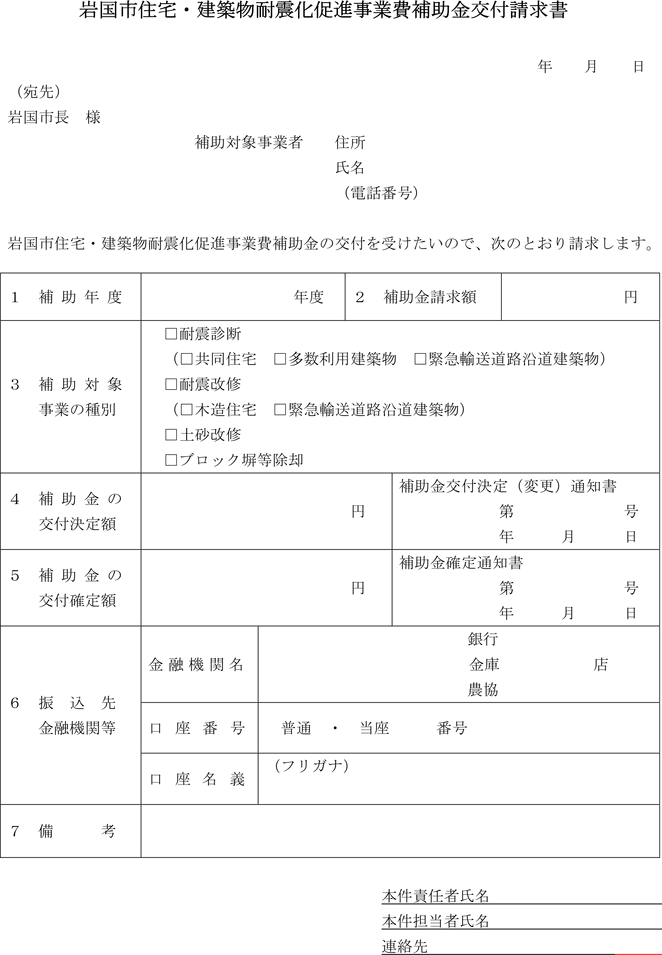 岩国市住宅・建築物耐震化促進事業費補助金交付請求書
年　　月　　日
（宛先）
岩国市長　様
補助対象事業者　　住所
氏名
（電話番号）
岩国市住宅・建築物耐震化促進事業費補助金の交付を受けたいので、次のとおり請求します。
１　補 助 年 度　　年度　２　補助金請求額　　円
□耐震診断
（□共同住宅　□多数利用建築物　□緊急輸送道路沿道建築物）
３　補 助 対 象　□耐震改修
事業の種別　（□木造住宅　□緊急輸送道路沿道建築物）
□土砂改修
□ブロック塀等除却
４　補 助 金 の
交付決定額
円
補助金交付決定（変更）通知書
第　　　号
年　　月　　日
５　補 助 金 の
交付確定額
円
補助金確定通知書
第　　　号
年　　月　　日
６　振　込　先
金融機関等
金 融 機 関 名
銀行
金庫　　　店
農協
口 座 番 号　普通　・　当座　　番号
口 座 名 義　（フリガナ）
７　備　　考
本件責任者氏名
本件担当者氏名
連絡先